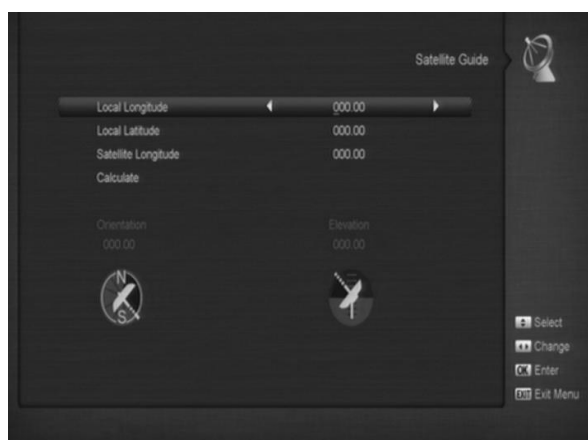 Satellite Guide
Local Longitude 000.00
Local Latitude 000.00
Satellite Longitude 000.00
Calculate
Orientation Elevation
000.00 000.00
N
S
Select
Change
OK Enter
EXIT Exit Menu